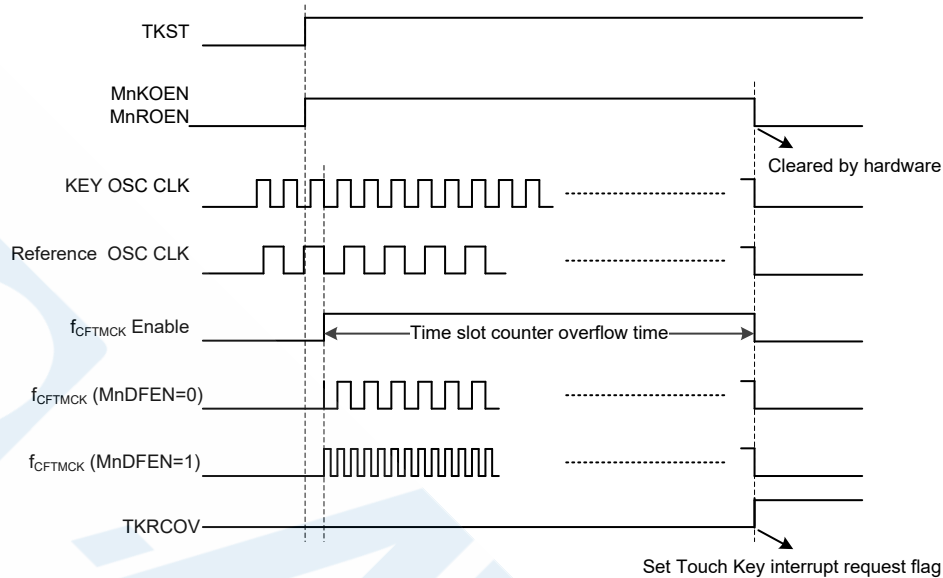 TKST
MnKOEN
MnROEN
Cleared by hardware
KEY OSC CLK
Reference OSC CLK
fCFTMCK Enable
Time slot counter overflow time
fCFTMCK (MnDFEN=0)
fCFTMCK (MnDFEN=1)
TKRCOV
Set Touch Key interrupt request flag